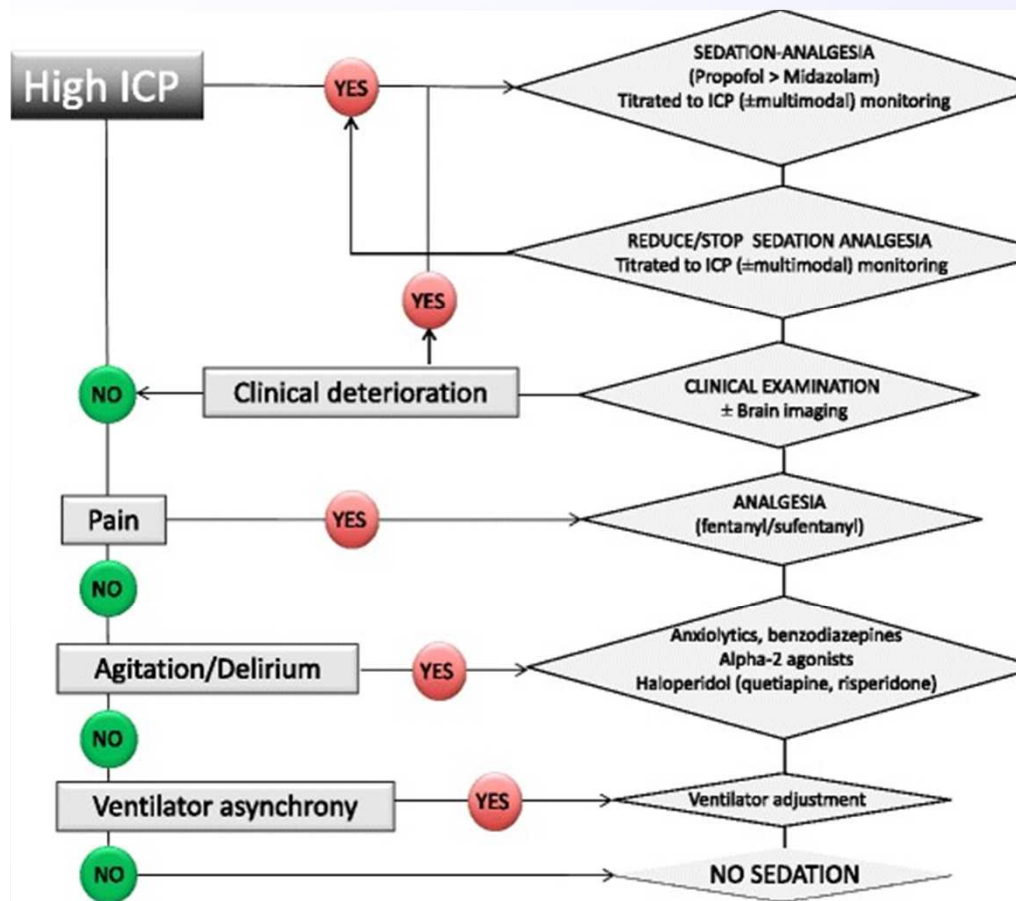 High ICP
YES
SEDATION-ANALGESIA
(Propofol > Midazolam)
Titrated to ICP (±multimodal) monitoring
REDUCE/STOP SEDATION ANALGESIA
Titrated to ICP (±multimodal) monitoring
YES
NO
Clinical deterioration
CLINICAL EXAMINATION
± Brain imaging
Pain
YES
ANALGESIA
(fentanyl/sufentanyl)
NO
Agitation/Delirium
YES
Anxiolytics, benzodiazepines
Alpha-2 agonists
Haloperidol (quetiapine, risperidone)
NO
Ventilator asynchrony
YES
Ventilator adjustment
NO
NO SEDATION